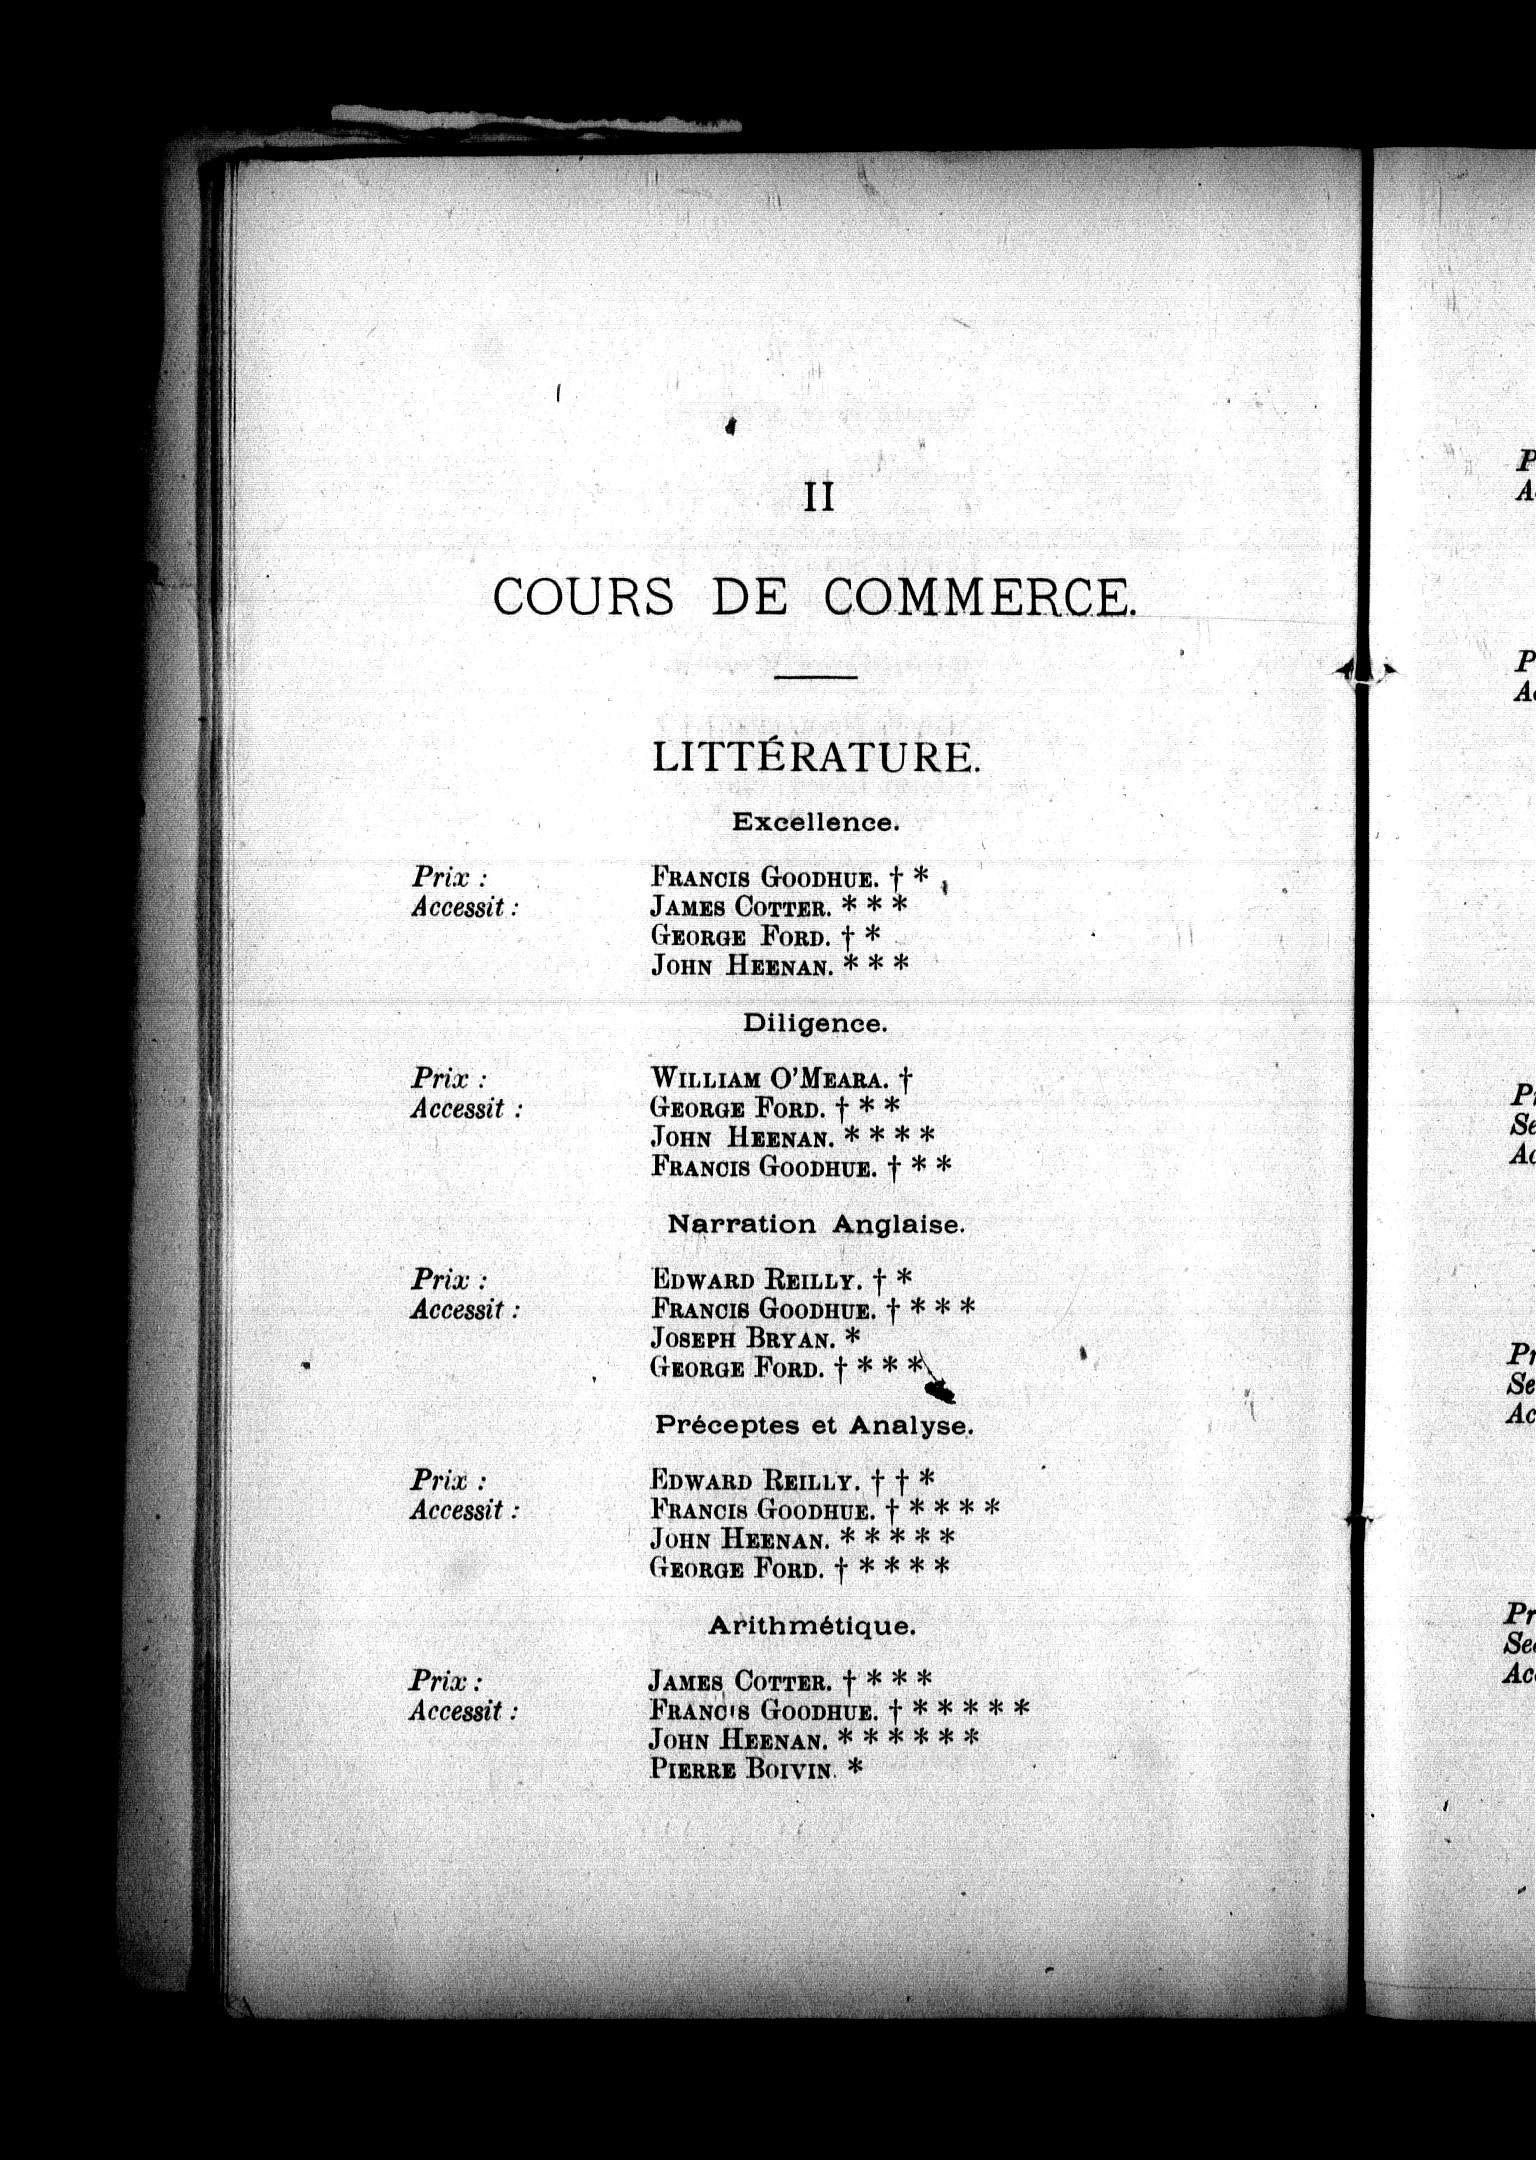 II
COURS DE COMMERCE.
LITTÉRATURE.
Excellence.
Prix : FRANCIS GOODHUE. † *
Accessit : JAMES COTTER. * * *
GEORGE FORD. † *
JOHN HEENAN. * * *
Diligence.
Prix : WILLIAM O'MEARA. †
Accessit : GEORGE FORD. † * *
JOHN HEENAN. * * * *
FRANCIS GOODHUE. † * *
Narration Anglaise.
Prix : EDWARD REILLY. † *
Accessit : FRANCIS GOODHUE. † * * *
JOSEPH BRYAN. *
GEORGE FORD. † * * *
Préceptes et Analyse.
Prix : EDWARD REILLY. † † *
Accessit : FRANCIS GOODHUE. † * * * *
JOHN HEENAN. * * * * *
GEORGE FORD. † * * * *
Arithmétique.
Prix : JAMES COTTER. † * * *
Accessit : FRANCIS GOODHUE. † * * * * *
JOHN HEENAN. * * * * * *
PIERRE BOIVIN. *